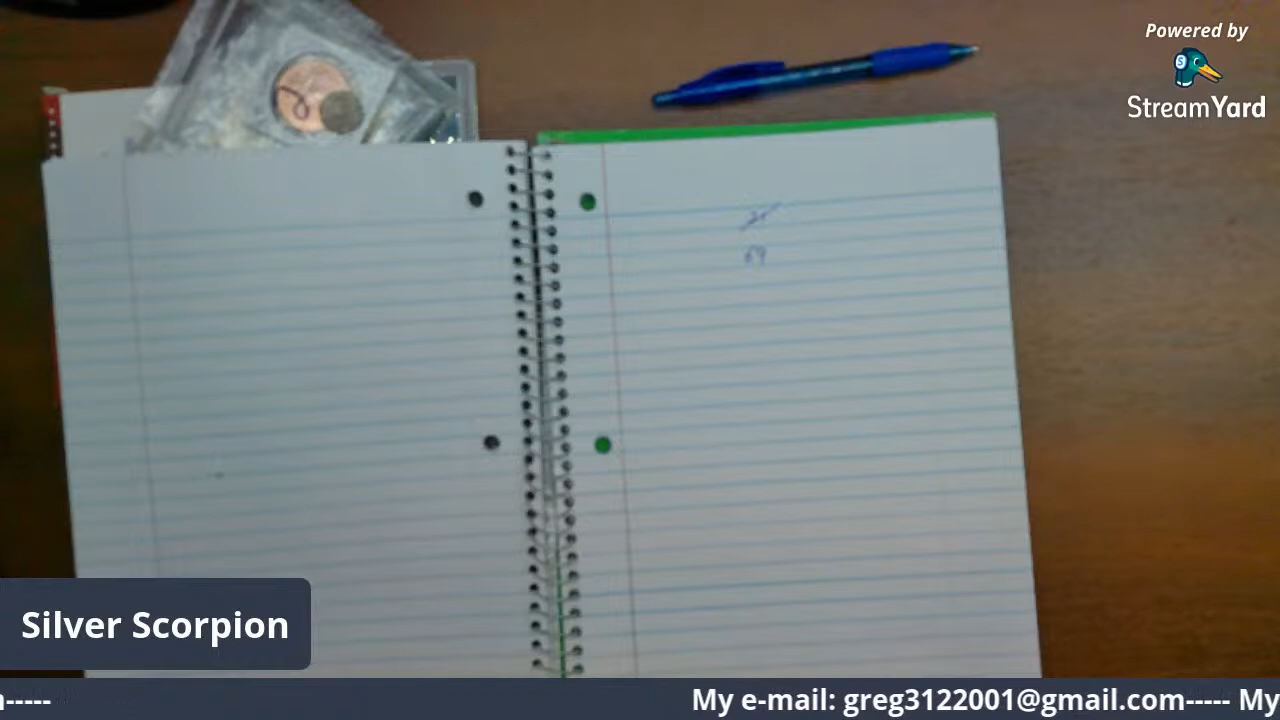 Powered by
StreamYard
Silver Scorpion
n----- My e-mail: greg3122001@gmail.com----- My